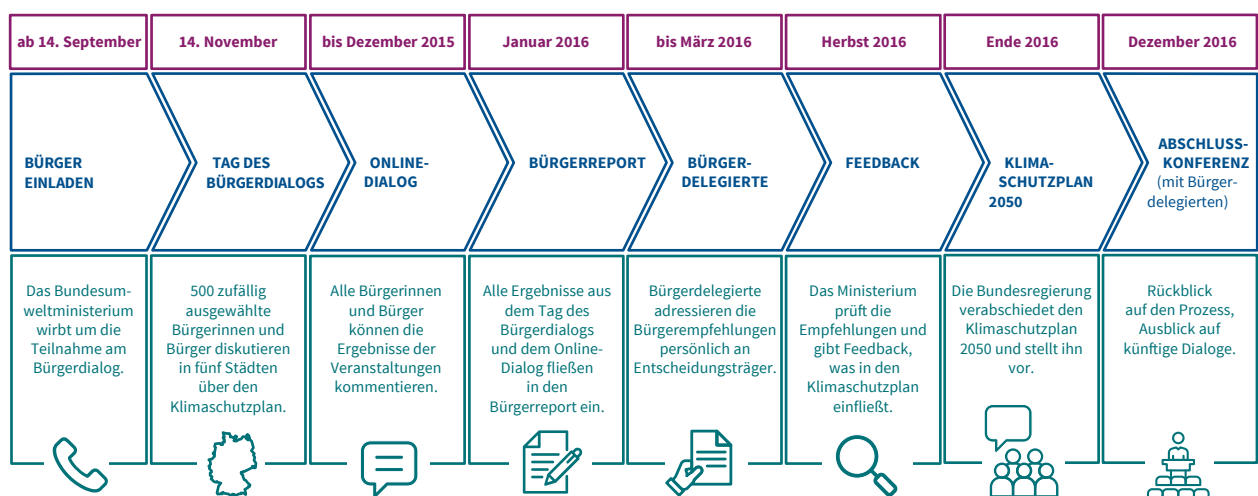 ab 14. September
14. November
bis Dezember 2015
Januar 2016
bis März 2016
Herbst 2016
Ende 2016
Dezember 2016
BÜRGER
EINLADEN
TAG DES
BÜRGERDIALOGS
ONLINE-
DIALOG
BÜRGERREPORT
BÜRGER-
DELEGIERTE
FEEDBACK
KLIMA-
SCHUTZPLAN
2050
ABSCHLUSS-
KONFERENZ
(mit Bürger-
delegierten)
Das Bundesum-
weltministerium
wirbt um die
Teilnahme am
Bürgerdialog.
500 zufällig
ausgewählte
Bürgerinnen und
Bürger diskutieren
in fünf Städten
über den
Klimaschutzplan.
Alle Bürgerinnen
und Bürger
können die
Ergebnisse der
Veranstaltungen
kommentieren.
Alle Ergebnisse aus
dem Tag des
Bürgerdialogs
und dem Online-
Dialog fließen
in den
Bürgerreport ein.
Bürgerdelegierte
adressieren die
Bürgerempfehlungen
persönlich an
Entscheidungsträger.
Das Ministerium
prüft die
Empfehlungen und
gibt Feedback,
was in den
Klimaschutzplan
einfließt.
Die Bundesregierung
verabschiedet den
Klimaschutzplan
2050 und stellt ihn
vor.
Rückblick
auf den Prozess,
Ausblick auf
künftige Dialoge.